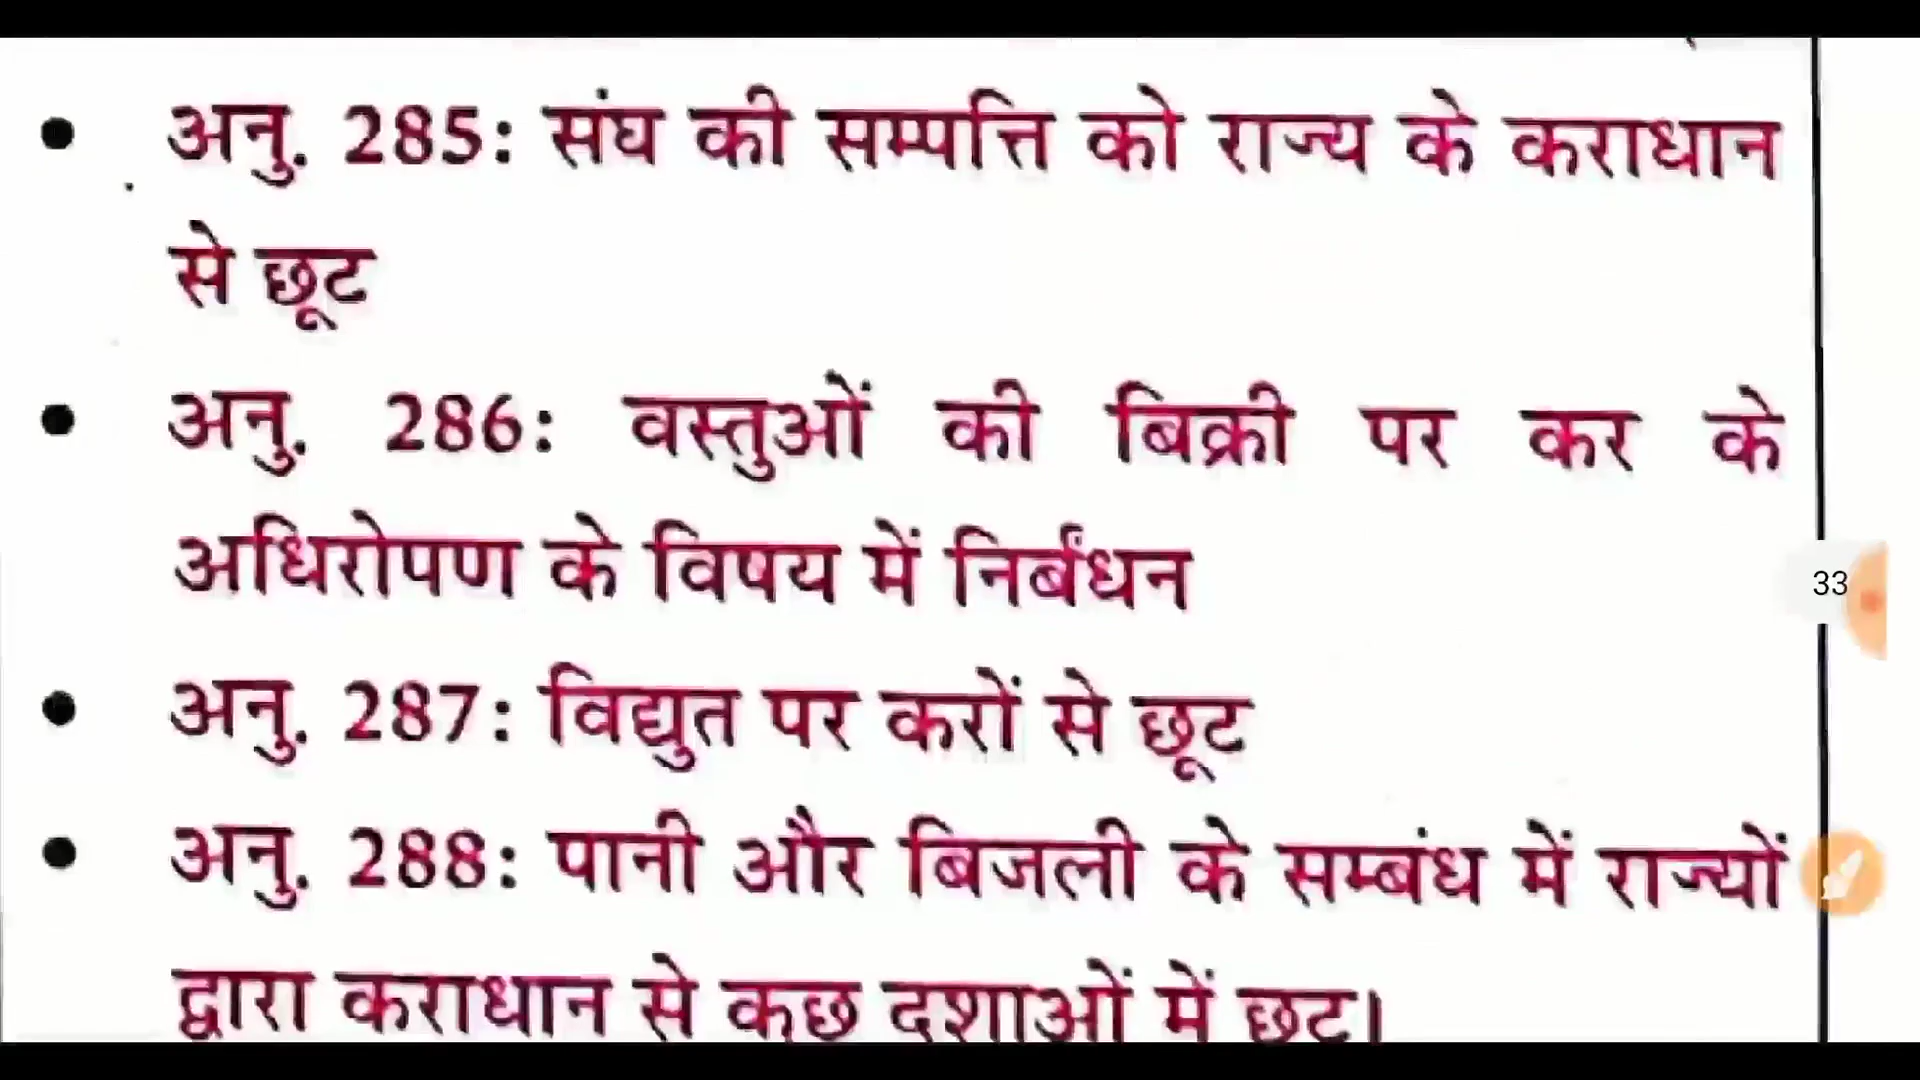 • अनु. 285: संघ की सम्पत्ति को राज्य के कराधान
से छूट
• अनु. 286: वस्तुओं की बिक्री पर कर के
अधिरोपण के विषय में निर्बंधन
33
• अनु. 287: विद्युत पर करों से छूट
• अनु. 288: पानी और बिजली के सम्बंध में राज्यों
द्वारा कराधान से कुछ दशाओं में छूट।